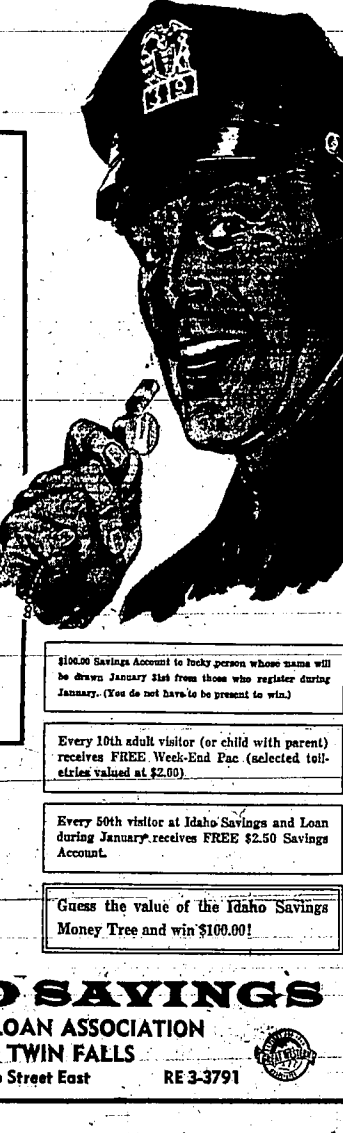 $100.00 Savings Account to lucky person whose name will
be drawn January 31st from those who register during
January. (You do not have to be present to win.)
Every 10th adult visitor (or child with parent)
receives FREE Week-End Pac (selected toil-
etries valued at $2.00)
Every 50th visitor at Idaho Savings and Loan
during January receives FREE $2.50 Savings
Account.
Guess the value of the Idaho Savings
Money Tree and win $100.00!
O SAVINGS
LOAN ASSOCIATION
TWIN FALLS
Street East RE 3-3791
GREAT WESTERN